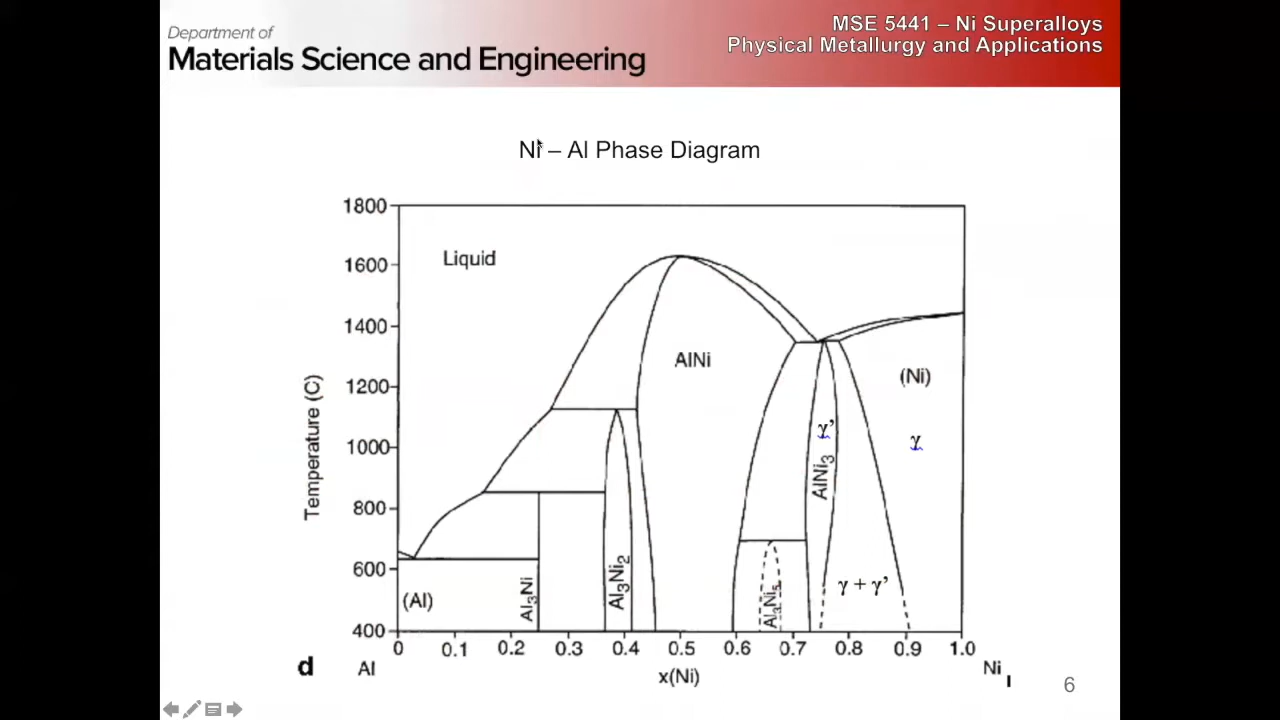 Department of
Materials Science and Engineering
MSE 5441 – Ni Superalloys
Physical Metallurgy and Applications
Ni – Al Phase Diagram
1800
1600
1400
1200
1000
800
600
400
Temperature (C)
Liquid
AlNi
(Ni)
γ'
γ
AlNi3
γ + γ'
(Al)
Al3Ni
Al3Ni2
Al3Ni5
0 0.1 0.2 0.3 0.4 0.5 0.6 0.7 0.8 0.9 1.0
d Al x(Ni) Ni
6